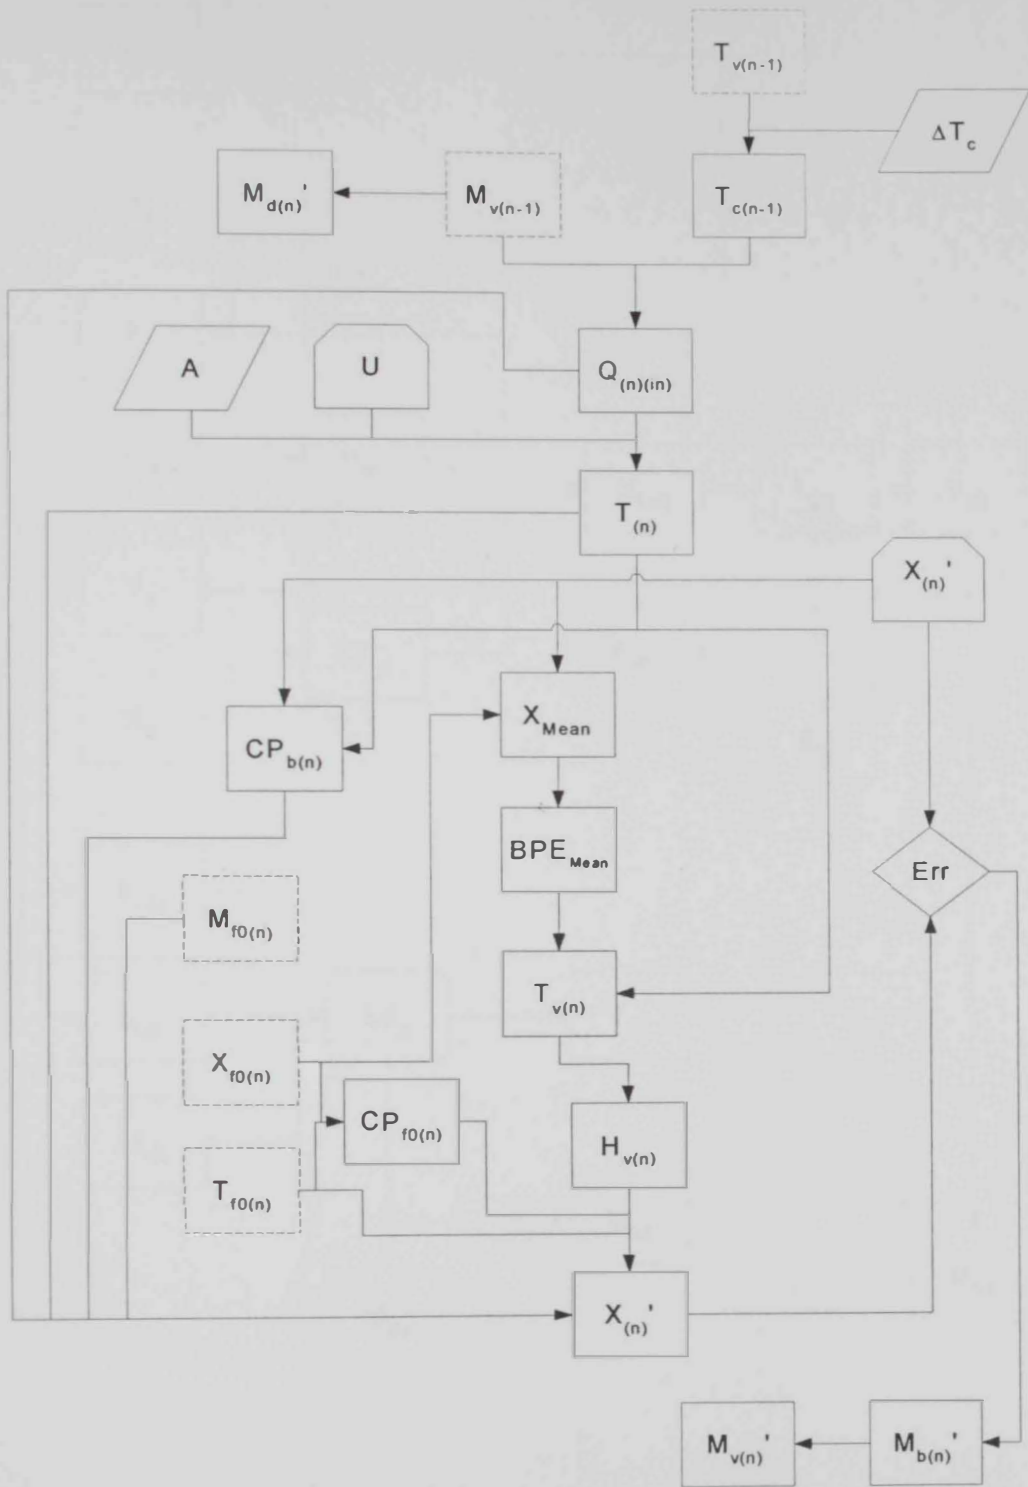 T v(n-1)
ΔT c
M d(n)'
M v(n-1)
T c(n-1)
A
U
Q (n)(in)
T (n)
X (n)'
X Mean
CP b(n)
BPE Mean
Err
M f0(n)
T v(n)
X f0(n)
CP f0(n)
H v(n)
T f0(n)
X (n)'
M v(n)'
M b(n)'